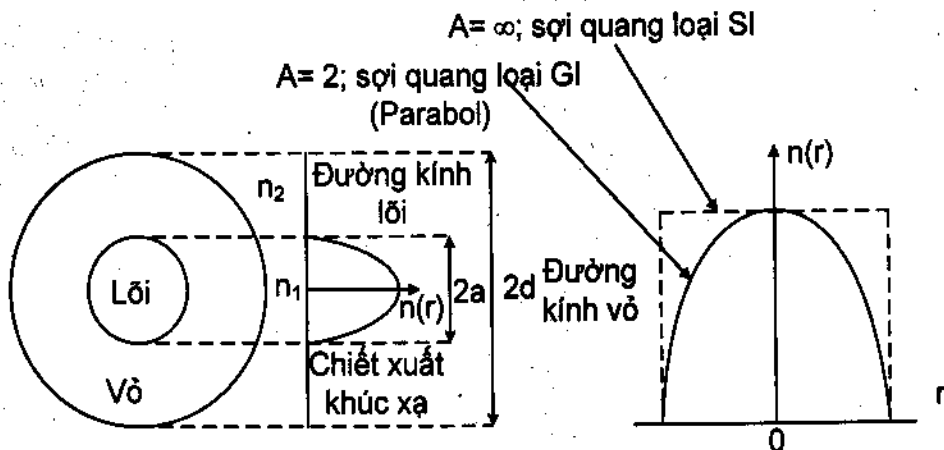 A= ∞; sợi quang loại SI
A= 2; sợi quang loại GI
(Parabol)
n(r)
n₂
Đường kính
lõi
Lõi
n₁
n(r)
2a
2d
Đường
kính vỏ
Chiết xuất
khúc xạ
Vỏ
r
0